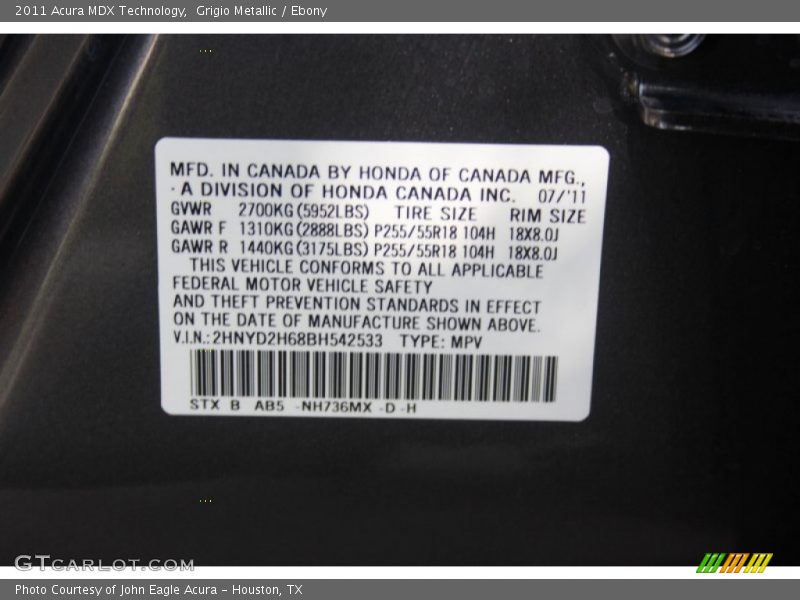 2011 Acura MDX Technology,  Grigio Metallic / Ebony
MFD. IN CANADA BY HONDA OF CANADA MFG.,
- A DIVISION OF HONDA CANADA INC. 07/'11
GVWR 2700KG(5952LBS) TIRE SIZE RIM SIZE
GAWR F 1310KG(2888LBS) P255/55R18 104H 18X8.0J
GAWR R 1440KG(3175LBS) P255/55R18 104H 18X8.0J
THIS VEHICLE CONFORMS TO ALL APPLICABLE
FEDERAL MOTOR VEHICLE SAFETY
AND THEFT PREVENTION STANDARDS IN EFFECT
ON THE DATE OF MANUFACTURE SHOWN ABOVE.
V.I.N.: 2HNYD2H68BH542533 TYPE: MPV
STX B AB5 -NH736MX -D -H
GTCARLOT.COM
Photo Courtesy of John Eagle Acura - Houston, TX